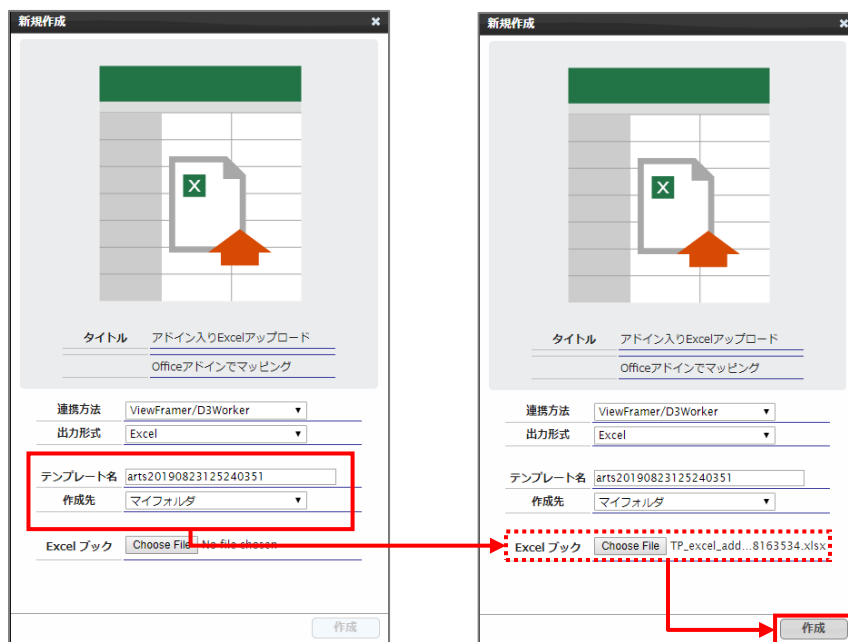 新規作成 ×
X
タイトル アドイン入りExcelアップロード
Officeアドインでマッピング
連携方法 ViewFramer/D3Worker
出力形式 Excel
テンプレート名 arts20190823125240351
作成先 マイフォルダ
Excel ブック Choose File No file chosen
作成
新規作成 ×
X
タイトル アドイン入りExcelアップロード
Officeアドインでマッピング
連携方法 ViewFramer/D3Worker
出力形式 Excel
テンプレート名 arts20190823125240351
作成先 マイフォルダ
Excel ブック Choose File TP_excel_add...8163534.xlsx
作成